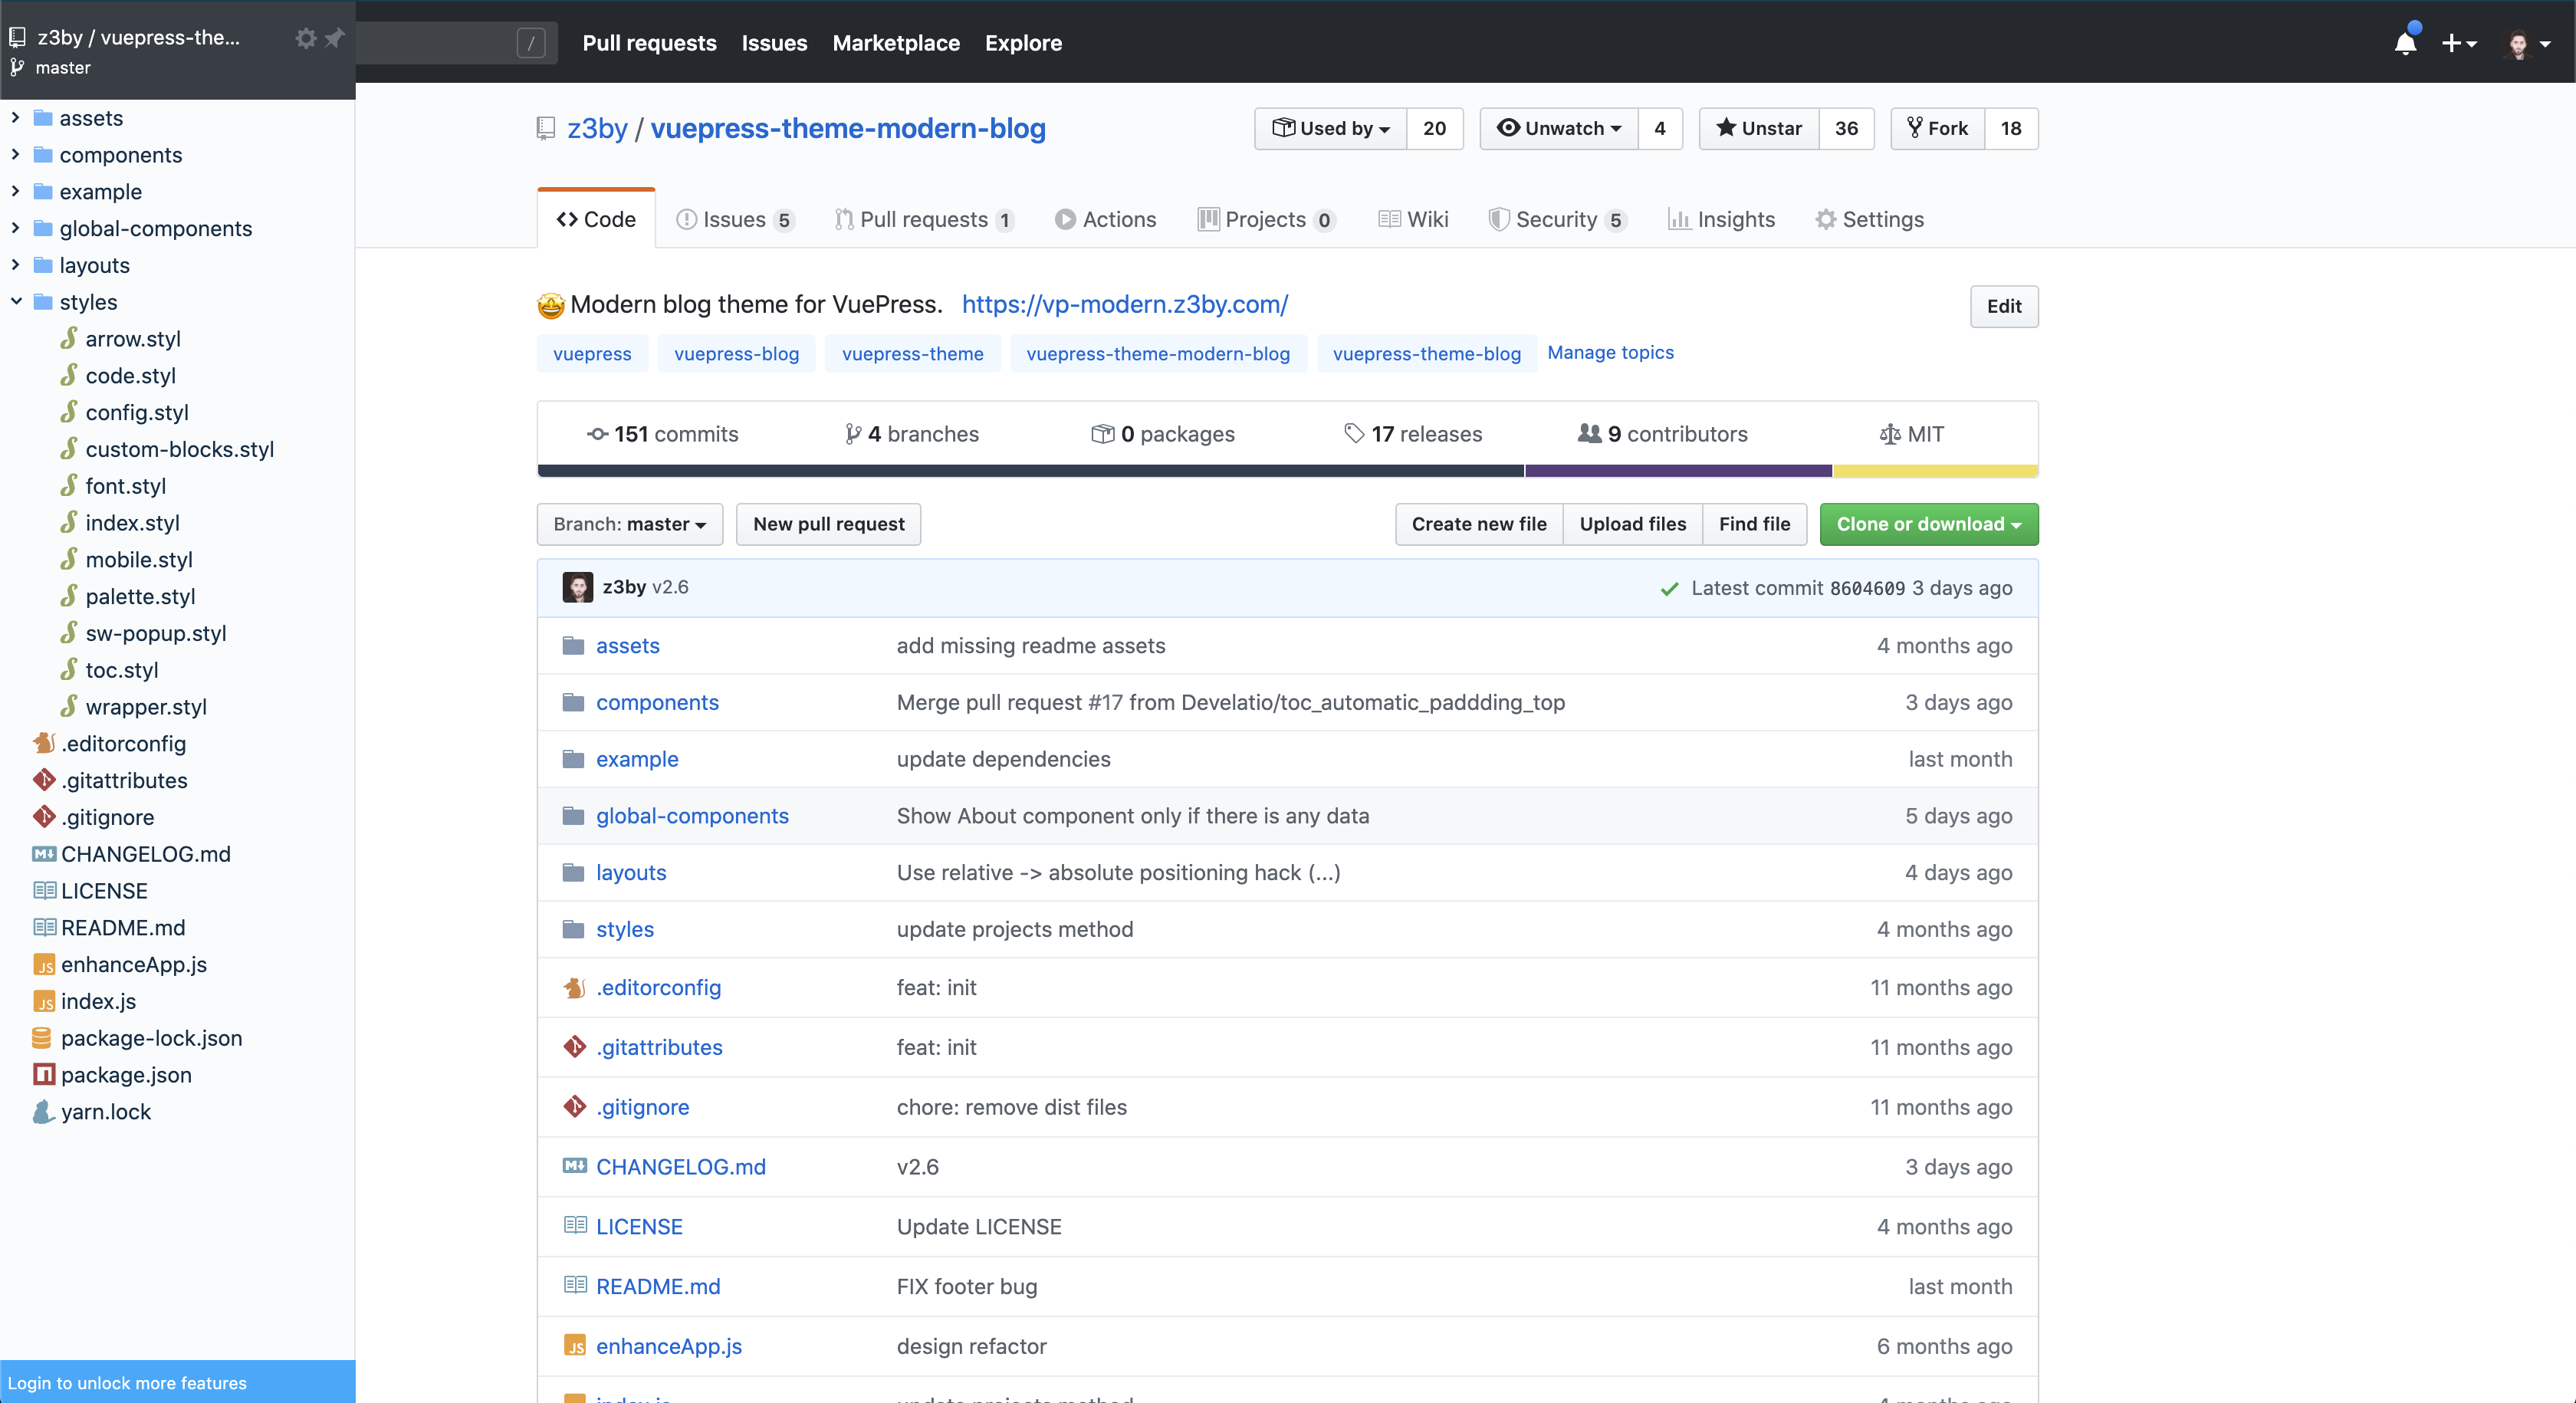 z3by / vuepress-the...
master
/
Pull requests Issues Marketplace Explore
assets
components
example
global-components
layouts
styles
arrow.styl
code.styl
config.styl
custom-blocks.styl
font.styl
index.styl
mobile.styl
palette.styl
sw-popup.styl
toc.styl
wrapper.styl
.editorconfig
.gitattributes
.gitignore
CHANGELOG.md
LICENSE
README.md
enhanceApp.js
index.js
package-lock.json
package.json
yarn.lock
Login to unlock more features
z3by / vuepress-theme-modern-blog
Used by 20 Unwatch 4 Unstar 36 Fork 18
Code Issues 5 Pull requests 1 Actions Projects 0 Wiki Security 5 Insights Settings
Modern blog theme for VuePress. https://vp-modern.z3by.com/
Edit
vuepress vuepress-blog vuepress-theme vuepress-theme-modern-blog vuepress-theme-blog Manage topics
151 commits 4 branches 0 packages 17 releases 9 contributors MIT
Branch: master New pull request Create new file Upload files Find file Clone or download
z3by v2.6 Latest commit 8604609 3 days ago
assets add missing readme assets 4 months ago
components Merge pull request #17 from Develatio/toc_automatic_paddding_top 3 days ago
example update dependencies last month
global-components Show About component only if there is any data 5 days ago
layouts Use relative -> absolute positioning hack (...) 4 days ago
styles update projects method 4 months ago
.editorconfig feat: init 11 months ago
.gitattributes feat: init 11 months ago
.gitignore chore: remove dist files 11 months ago
CHANGELOG.md v2.6 3 days ago
LICENSE Update LICENSE 4 months ago
README.md FIX footer bug last month
enhanceApp.js design refactor 6 months ago
index.js update projects method 4 months ago